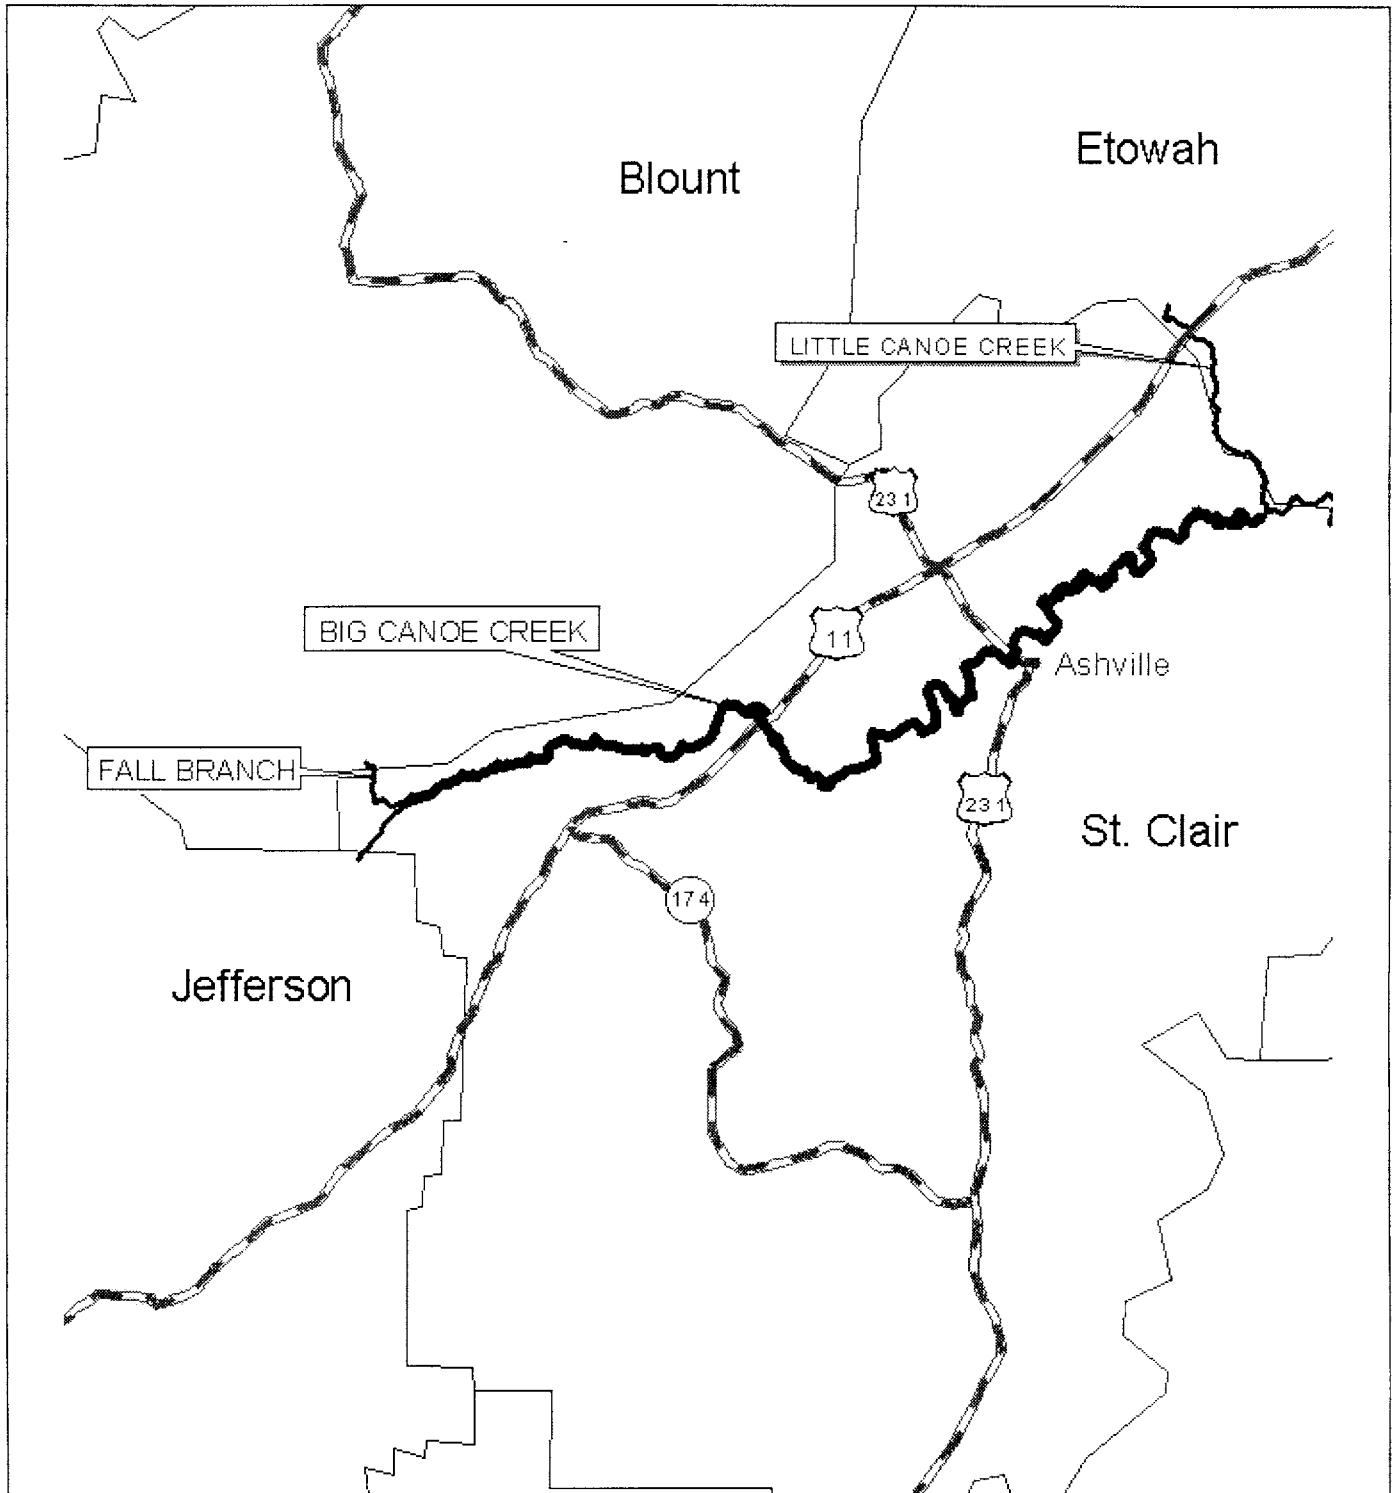 Etowah
Blount
LITTLE CANOE CREEK
231
BIG CANOE CREEK
11
Ashville
FALL BRANCH
231
St. Clair
174
Jefferson